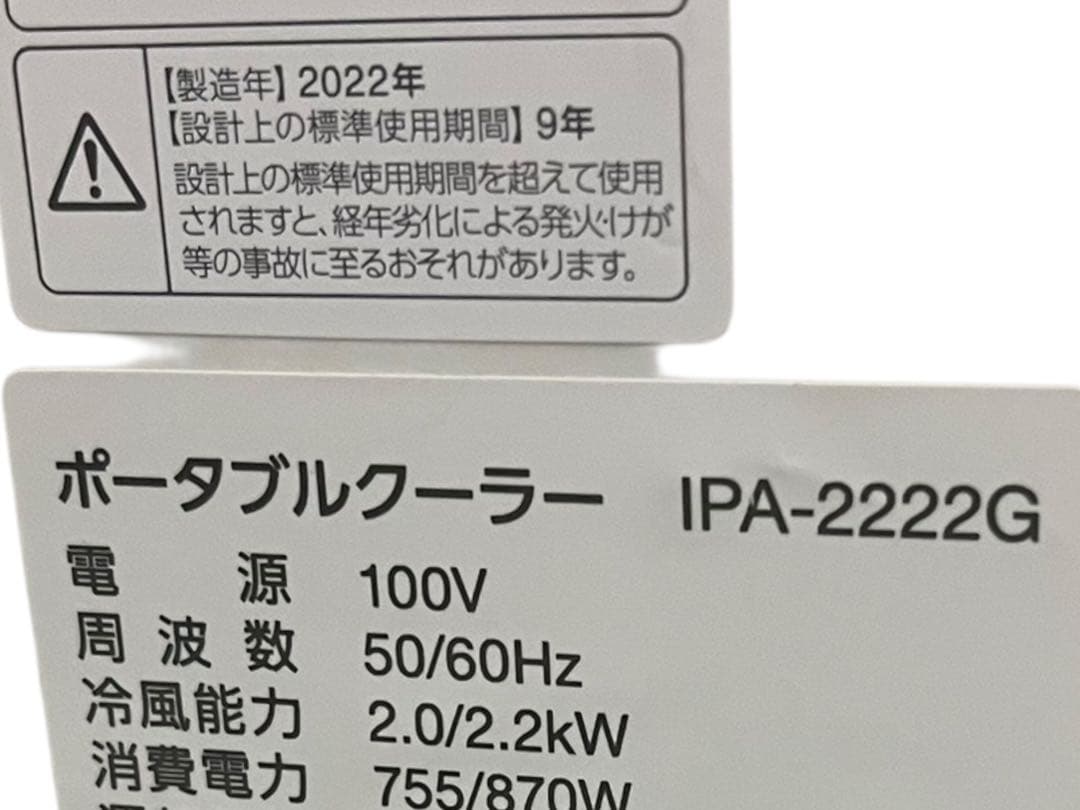 【製造年】2022年
【設計上の標準使用期間】9年
設計上の標準使用期間を超えて使用
されますと、経年劣化による発火・けが
等の事故に至るおそれがあります。
ポータブルクーラー IPA-2222G
電源 100V
周波数 50/60Hz
冷風能力 2.0/2.2kW
消費電力 755/870W